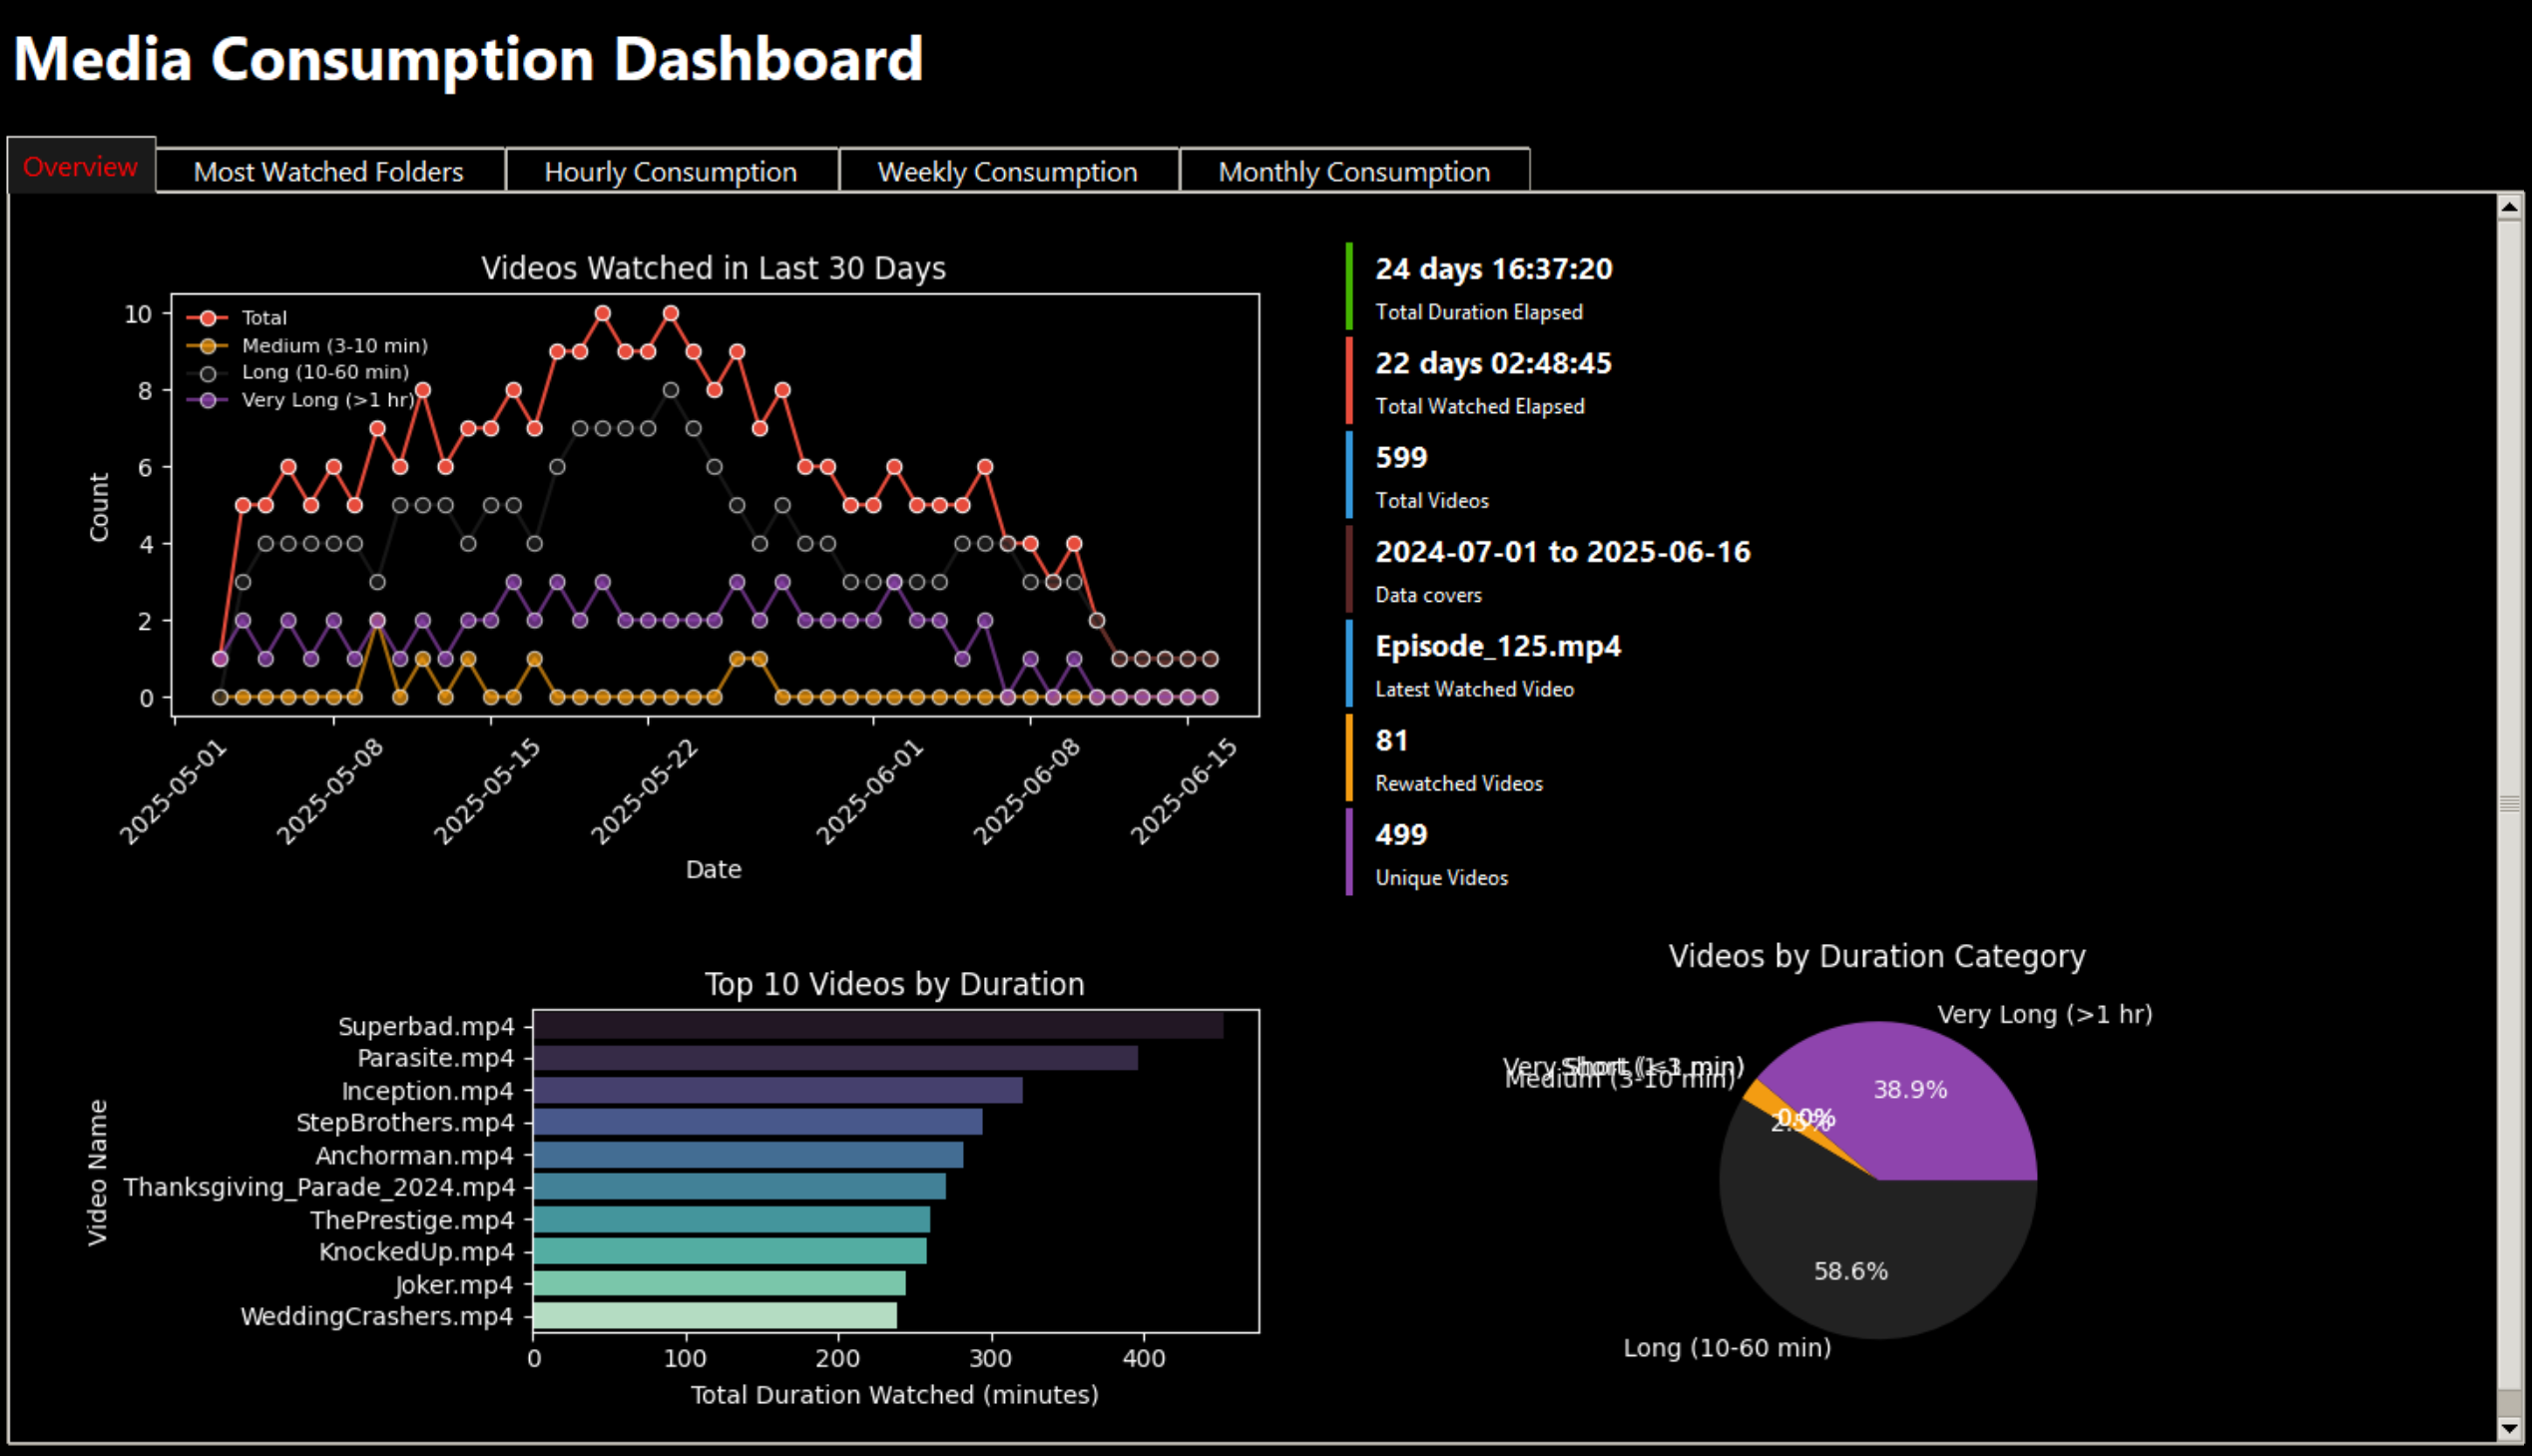 Media Consumption Dashboard
Overview
Most Watched Folders
Hourly Consumption
Weekly Consumption
Monthly Consumption
Videos Watched in Last 30 Days
Total
Medium (3-10 min)
Long (10-60 min)
Very Long (>1 hr)
10
8
6
4
2
0
Count
2025-05-01
2025-05-08
2025-05-15
2025-05-22
2025-06-01
2025-06-08
2025-06-15
Date
24 days 16:37:20
Total Duration Elapsed
22 days 02:48:45
Total Watched Elapsed
599
Total Videos
2024-07-01 to 2025-06-16
Data covers
Episode_125.mp4
Latest Watched Video
81
Rewatched Videos
499
Unique Videos
Top 10 Videos by Duration
Video Name
Superbad.mp4
Parasite.mp4
Inception.mp4
StepBrothers.mp4
Anchorman.mp4
Thanksgiving_Parade_2024.mp4
ThePrestige.mp4
KnockedUp.mp4
Joker.mp4
WeddingCrashers.mp4
0
100
200
300
400
Total Duration Watched (minutes)
Videos by Duration Category
Very Long (>1 hr)
Medium (3-10 min)
38.9%
0.0%
58.6%
Long (10-60 min)